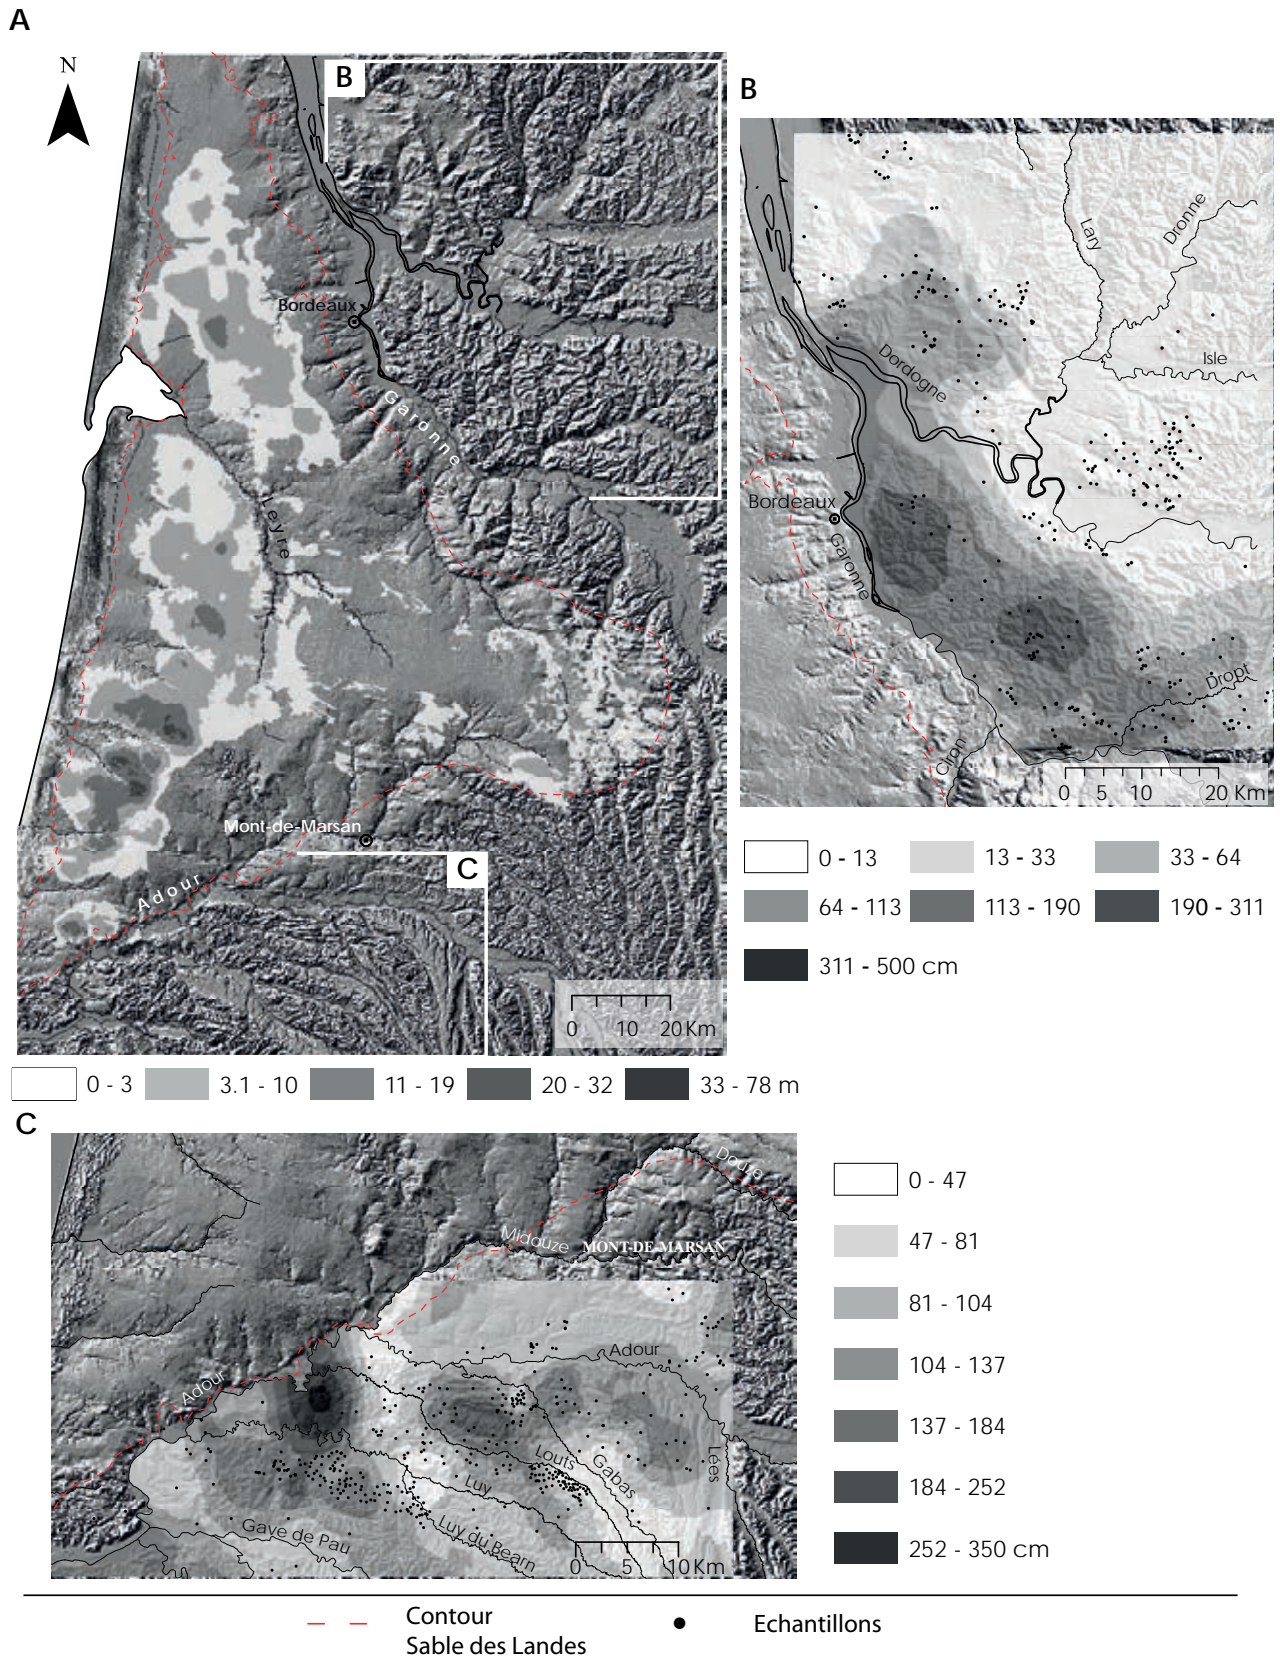 A
N
B
Bordeaux
Garonne
Leyre
Mont-de-Marsan
Adour
C
0 10 20 Km
0 - 3
3.1 - 10
11 - 19
20 - 32
33 - 78 m
B
Lary
Dronne
Isle
Dordogne
Bordeaux
Garonne
Dropt
Ciron
0 5 10 20 Km
0 - 13
13 - 33
33 - 64
64 - 113
113 - 190
190 - 311
311 - 500 cm
C
Douze
Midouze
MONT-DE-MARSAN
Adour
Adour
Lées
Louts
Gabas
Luy
Luy du Bearn
Gave de Pau
0 5 10 Km
0 - 47
47 - 81
81 - 104
104 - 137
137 - 184
184 - 252
252 - 350 cm
Contour
Sable des Landes
Echantillons